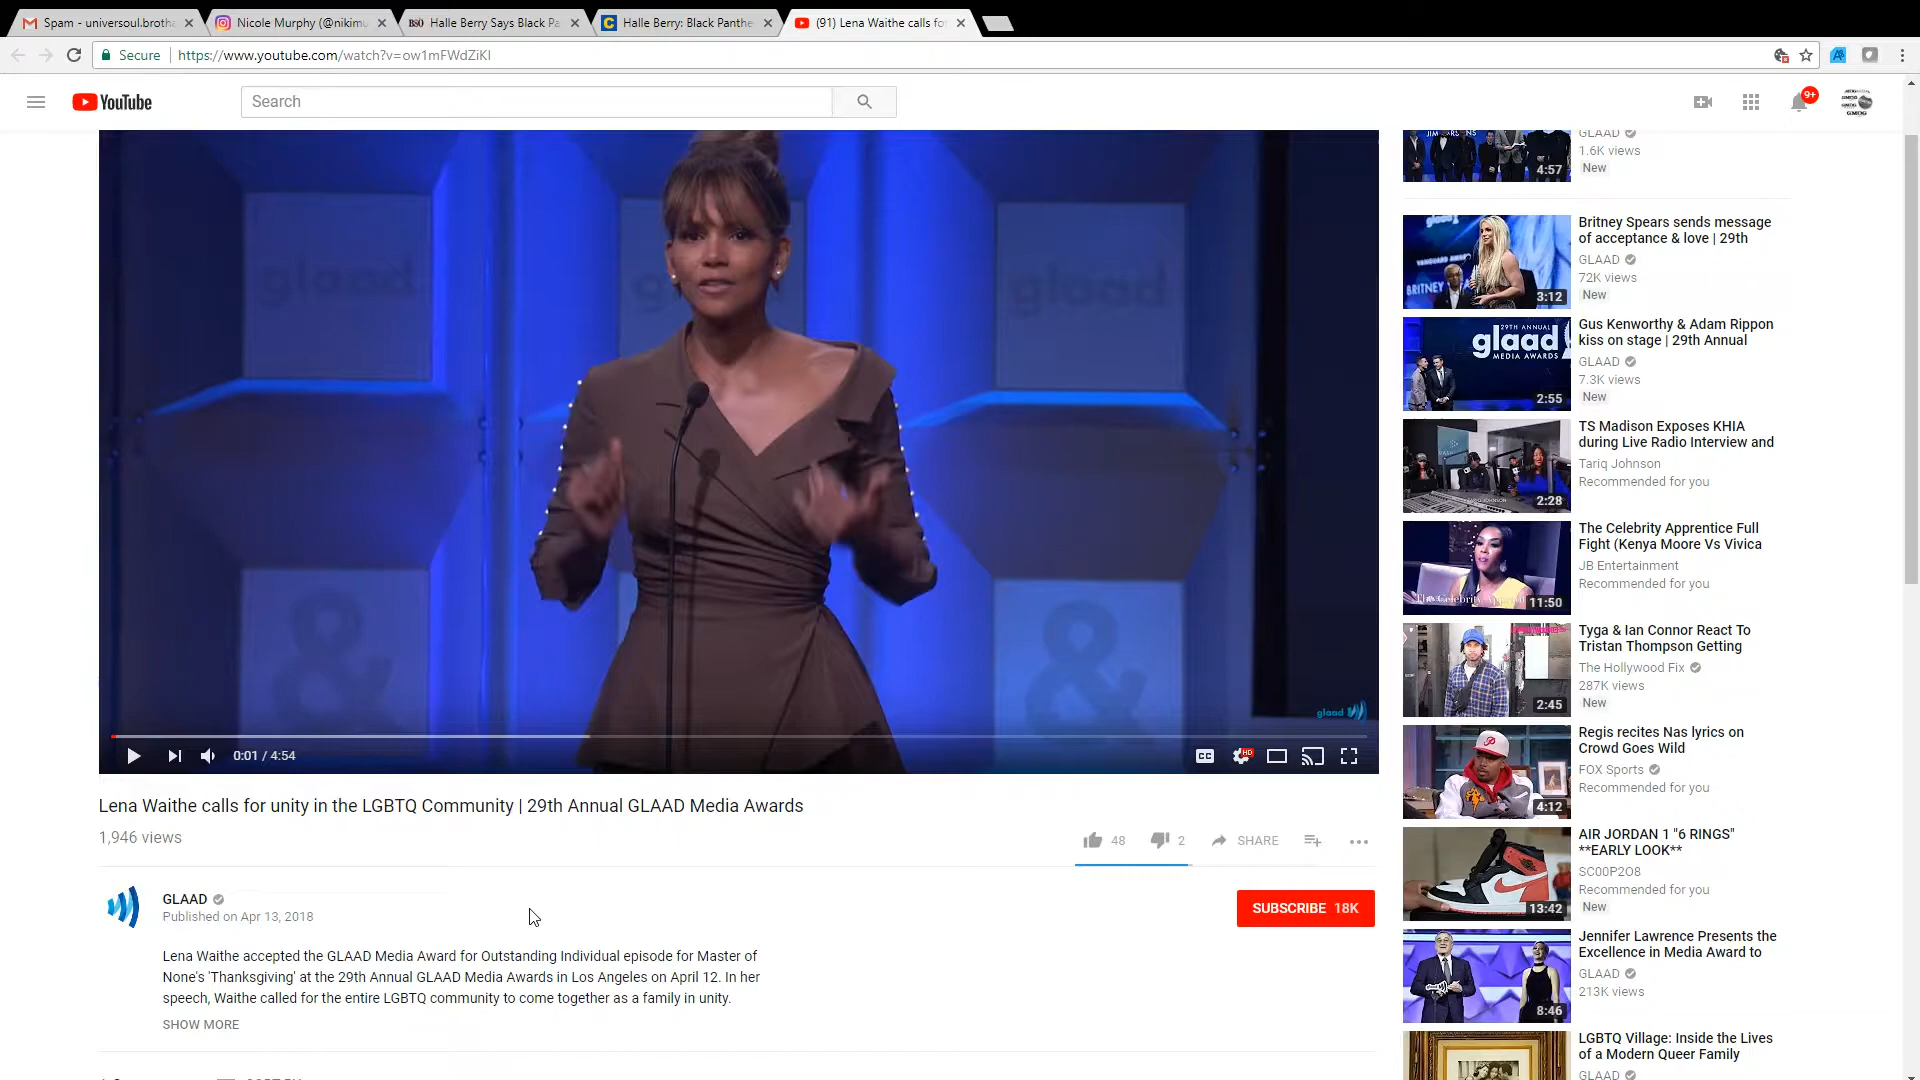 Spam - universoul.broth
Nicole Murphy (@nikimu
Halle Berry Says Black Pa
Halle Berry: Black Panthe
(91) Lena Waithe calls fo
Secure
https://www.youtube.com/watch?v=ow1mFWdZiKI
YouTube
Search
9+
glaad
glaad
&
&
glaad
0:01 / 4:54
CC
HD
Lena Waithe calls for unity in the LGBTQ Community | 29th Annual GLAAD Media Awards
1,946 views
48
2
SHARE
GLAAD
Published on Apr 13, 2018
SUBSCRIBE 18K
Lena Waithe accepted the GLAAD Media Award for Outstanding Individual episode for Master of
None's 'Thanksgiving' at the 29th Annual GLAAD Media Awards in Los Angeles on April 12. In her
speech, Waithe called for the entire LGBTQ community to come together as a family in unity.
SHOW MORE
GLAAD
1.6K views
New
4:57
Britney Spears sends message
of acceptance & love | 29th
GLAAD
72K views
New
BRITNEY
3:12
Gus Kenworthy & Adam Rippon
kiss on stage | 29th Annual
GLAAD
7.3K views
New
29TH ANNUAL
glaad
MEDIA AWARDS
2:55
TS Madison Exposes KHIA
during Live Radio Interview and
Tariq Johnson
Recommended for you
2:28
The Celebrity Apprentice Full
Fight (Kenya Moore Vs Vivica
JB Entertainment
Recommended for you
11:50
Tyga & Ian Connor React To
Tristan Thompson Getting
The Hollywood Fix
287K views
New
2:45
Regis recites Nas lyrics on
Crowd Goes Wild
FOX Sports
Recommended for you
4:12
AIR JORDAN 1 "6 RINGS"
**EARLY LOOK**
SC00P2O8
Recommended for you
New
13:42
Jennifer Lawrence Presents the
Excellence in Media Award to
GLAAD
213K views
8:46
LGBTQ Village: Inside the Lives
of a Modern Queer Family
GLAAD